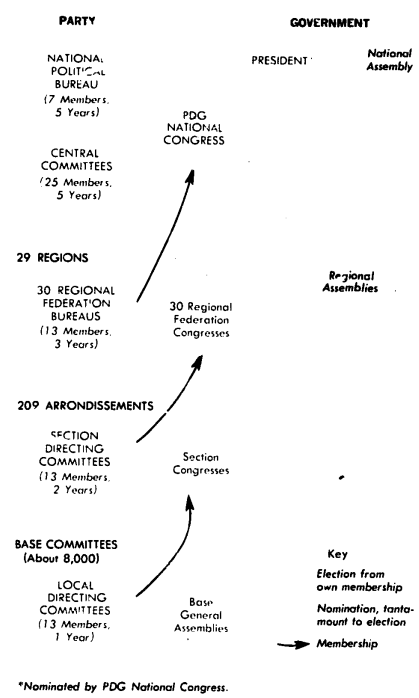 PARTY
GOVERNMENT
NATIONAL
POLITICAL
BUREAU
(7 Members,
5 Years)
PRESIDENT*
National
Assembly
PDG
NATIONAL
CONGRESS
CENTRAL
COMMITTEES
(25 Members,
5 Years)
29 REGIONS
30 REGIONAL
FEDERATION
BUREAUS
(13 Members,
3 Years)
30 Regional
Federation
Congresses
Regional
Assemblies
209 ARRONDISSEMENTS
SECTION
DIRECTING
COMMITTEES
(13 Members,
2 Years)
Section
Congresses
BASE COMMITTEES
(About 8,000)
LOCAL
DIRECTING
COMMITTEES
(13 Members,
1 Year)
Base
General
Assemblies
Key
Election from
own membership
Nomination, tanta-
mount to election
Membership
*Nominated by PDG National Congress.